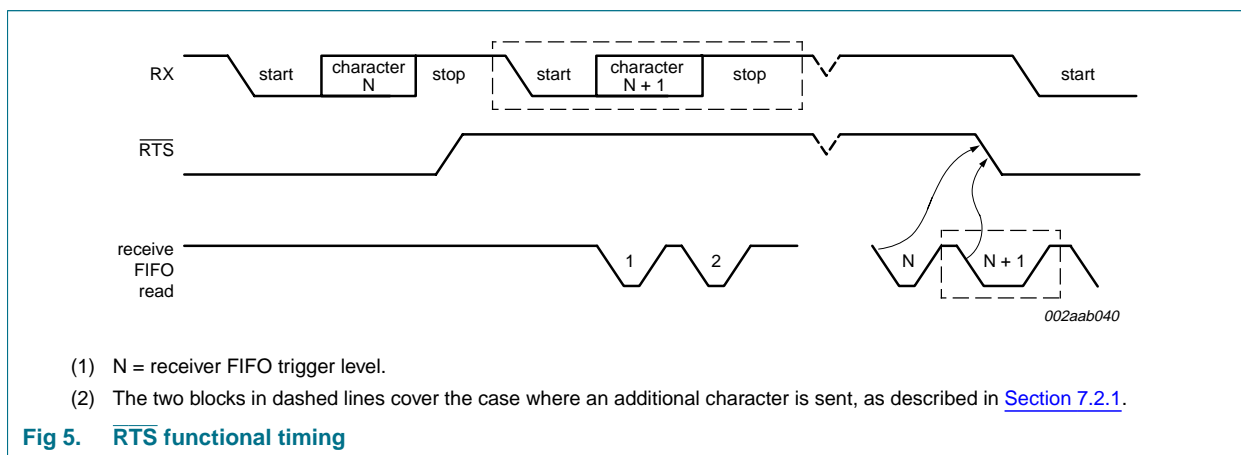 RX
start
character
N
stop
start
character
N + 1
stop
start
RTS
receive
FIFO
read
1
2
N
N + 1
002aab040
(1) N = receiver FIFO trigger level.
(2) The two blocks in dashed lines cover the case where an additional character is sent, as described in Section 7.2.1.
Fig 5. RTS functional timing